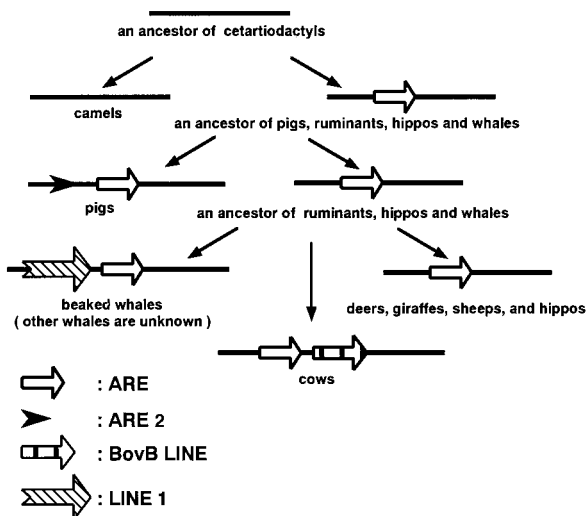 an ancestor of cetartiodactyls
camels
an ancestor of pigs, ruminants, hippos and whales
pigs
an ancestor of ruminants, hippos and whales
beaked whales
( other whales are unknown )
deers, giraffes, sheeps, and hippos
cows
: ARE
: ARE 2
: BovB LINE
: LINE 1